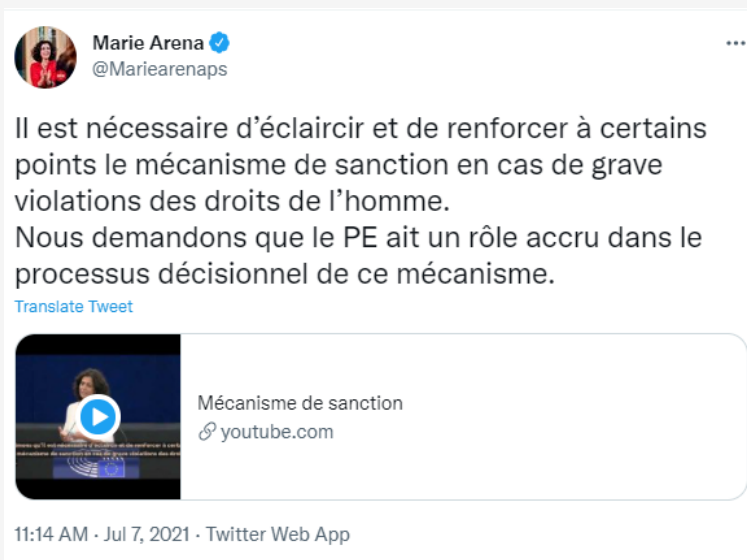 Marie Arena
@Mariearenaps
Il est nécessaire d’éclaircir et de renforcer à certains
points le mécanisme de sanction en cas de grave
violations des droits de l’homme.
Nous demandons que le PE ait un rôle accru dans le
processus décisionnel de ce mécanisme.
Translate Tweet
Mécanisme de sanction
youtube.com
11:14 AM · Jul 7, 2021 · Twitter Web App